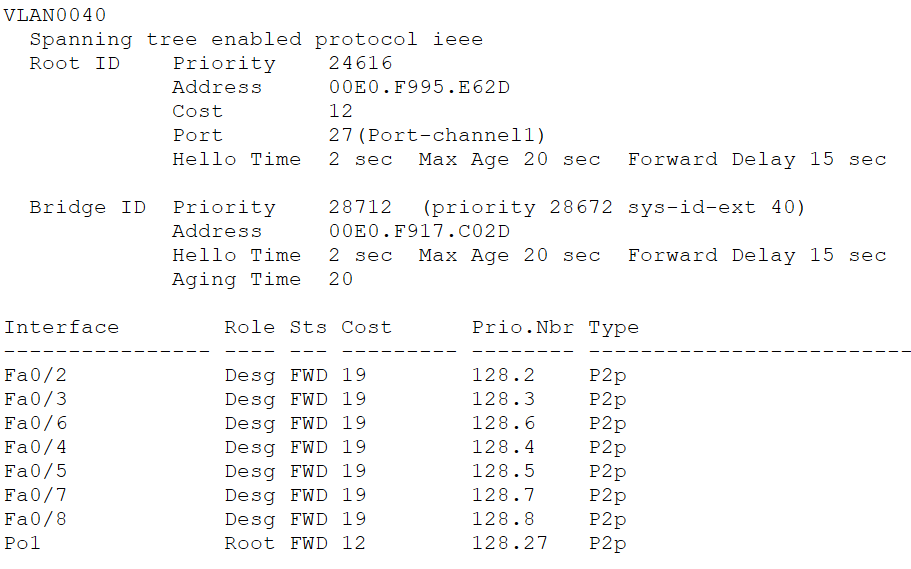 VLAN0040
  Spanning tree enabled protocol ieee
  Root ID    Priority    24616
             Address     00E0.F995.E62D
             Cost        12
             Port        27(Port-channel1)
             Hello Time  2 sec  Max Age 20 sec  Forward Delay 15 sec

  Bridge ID  Priority    28712  (priority 28672 sys-id-ext 40)
             Address     00E0.F917.C02D
             Hello Time  2 sec  Max Age 20 sec  Forward Delay 15 sec
             Aging Time  20

Interface        Role Sts Cost      Prio.Nbr Type
---------------- ---- --- --------- -------- --------------------------
Fa0/2            Desg FWD 19        128.2    P2p
Fa0/3            Desg FWD 19        128.3    P2p
Fa0/6            Desg FWD 19        128.6    P2p
Fa0/4            Desg FWD 19        128.4    P2p
Fa0/5            Desg FWD 19        128.5    P2p
Fa0/7            Desg FWD 19        128.7    P2p
Fa0/8            Desg FWD 19        128.8    P2p
Po1              Root FWD 12        128.27   P2p